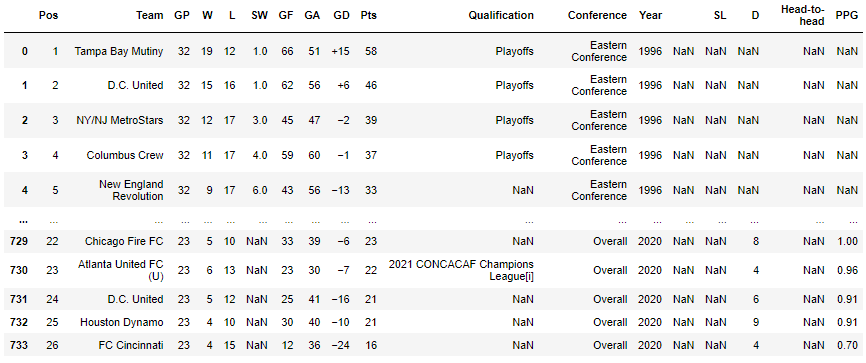 Pos Team GP W L SW GF GA GD Pts Qualification Conference Year SL D Head-to-head PPG
0 1 Tampa Bay Mutiny 32 19 12 1.0 66 51 +15 58 Playoffs Eastern Conference 1996 NaN NaN NaN NaN NaN
1 2 D.C. United 32 15 16 1.0 62 56 +6 46 Playoffs Eastern Conference 1996 NaN NaN NaN NaN NaN
2 3 NY/NJ MetroStars 32 12 17 3.0 45 47 −2 39 Playoffs Eastern Conference 1996 NaN NaN NaN NaN NaN
3 4 Columbus Crew 32 11 17 4.0 59 60 −1 37 Playoffs Eastern Conference 1996 NaN NaN NaN NaN NaN
4 5 New England Revolution 32 9 17 6.0 43 56 −13 33 NaN Eastern Conference 1996 NaN NaN NaN NaN NaN
... ... ... ... ... ... ... ... ... ... ... ... ... ... ... ... ... ... ...
729 22 Chicago Fire FC 23 5 10 NaN 33 39 −6 23 NaN Overall 2020 NaN NaN 8 NaN 1.00
730 23 Atlanta United FC (U) 23 6 13 NaN 23 30 −7 22 2021 CONCACAF Champions League[i] Overall 2020 NaN NaN 4 NaN 0.96
731 24 D.C. United 23 5 12 NaN 25 41 −16 21 NaN Overall 2020 NaN NaN 6 NaN 0.91
732 25 Houston Dynamo 23 4 10 NaN 30 40 −10 21 NaN Overall 2020 NaN NaN 9 NaN 0.91
733 26 FC Cincinnati 23 4 15 NaN 12 36 −24 16 NaN Overall 2020 NaN NaN 4 NaN 0.70